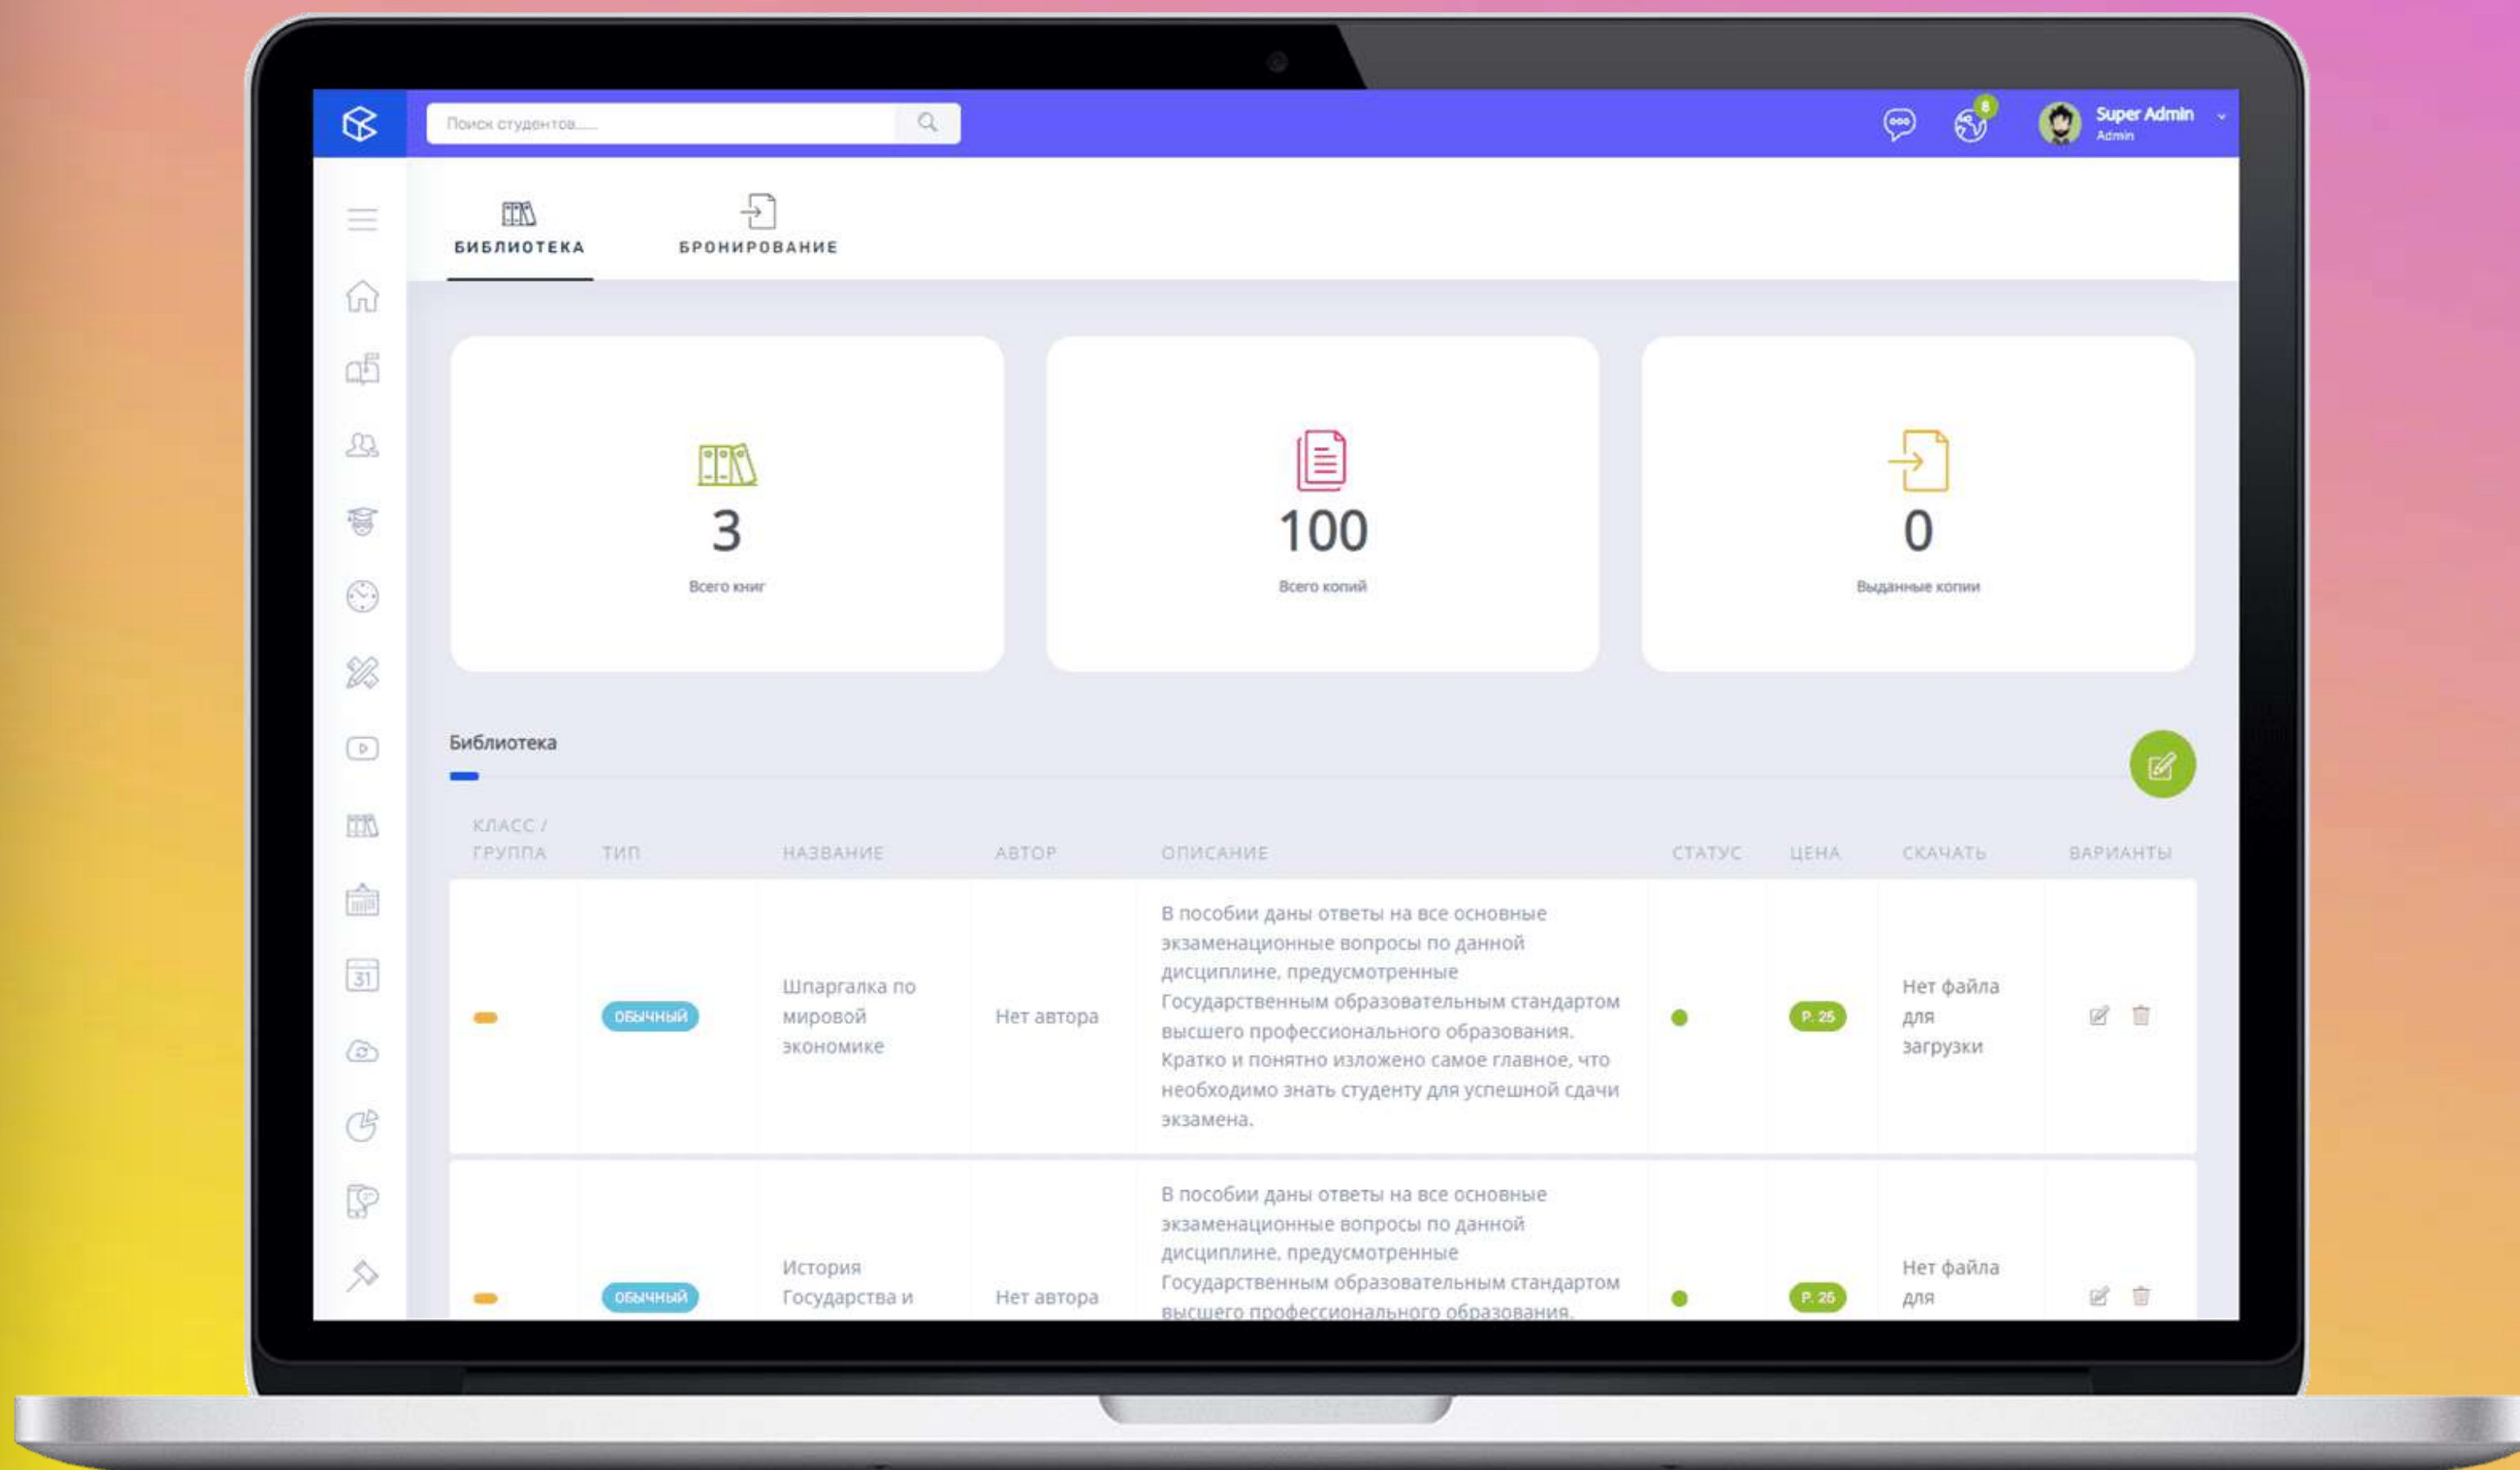 Поиск студентов......
8
Super Admin
Admin
БИБЛИОТЕКА
БРОНИРОВАНИЕ
3
Всего книг
100
Всего копий
0
Выданные копии
Библиотека
КЛАСС /
ГРУППА
ТИП
НАЗВАНИЕ
АВТОР
ОПИСАНИЕ
СТАТУС
ЦЕНА
СКАЧАТЬ
ВАРИАНТЫ
31
ОБЫЧНЫЙ
Шпаргалка по
мировой
экономике
Нет автора
В пособии даны ответы на все основные
экзаменационные вопросы по данной
дисциплине, предусмотренные
Государственным образовательным стандартом
высшего профессионального образования.
Кратко и понятно изложено самое главное, что
необходимо знать студенту для успешной сдачи
экзамена.
Р. 25
Нет файла
для
загрузки
ОБЫЧНЫЙ
История
Государства и
Нет автора
В пособии даны ответы на все основные
экзаменационные вопросы по данной
дисциплине, предусмотренные
Государственным образовательным стандартом
высшего профессионального образования.
Р. 25
Нет файла
для